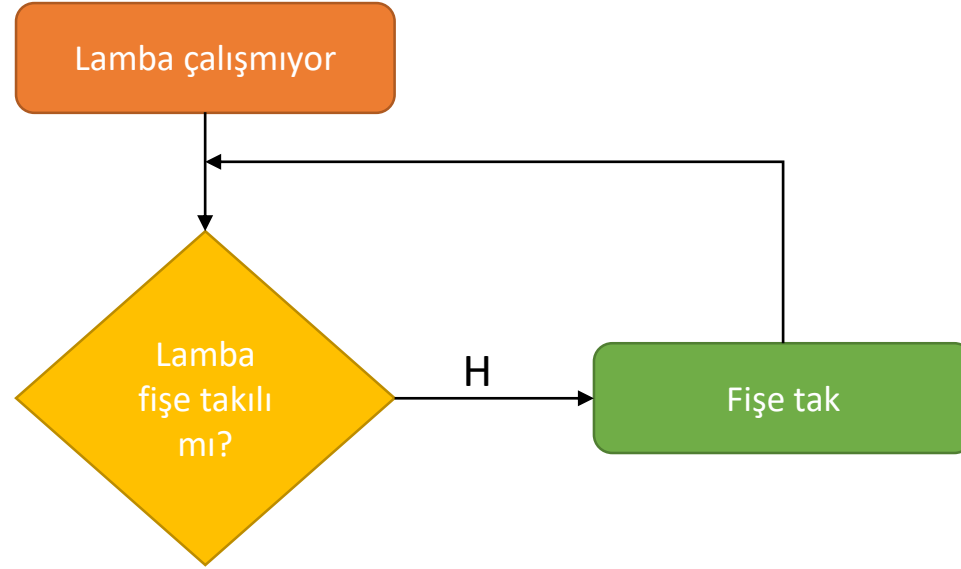 Lamba çalışmıyor
Lamba
fişe takılı
mı?
H
Fişe tak